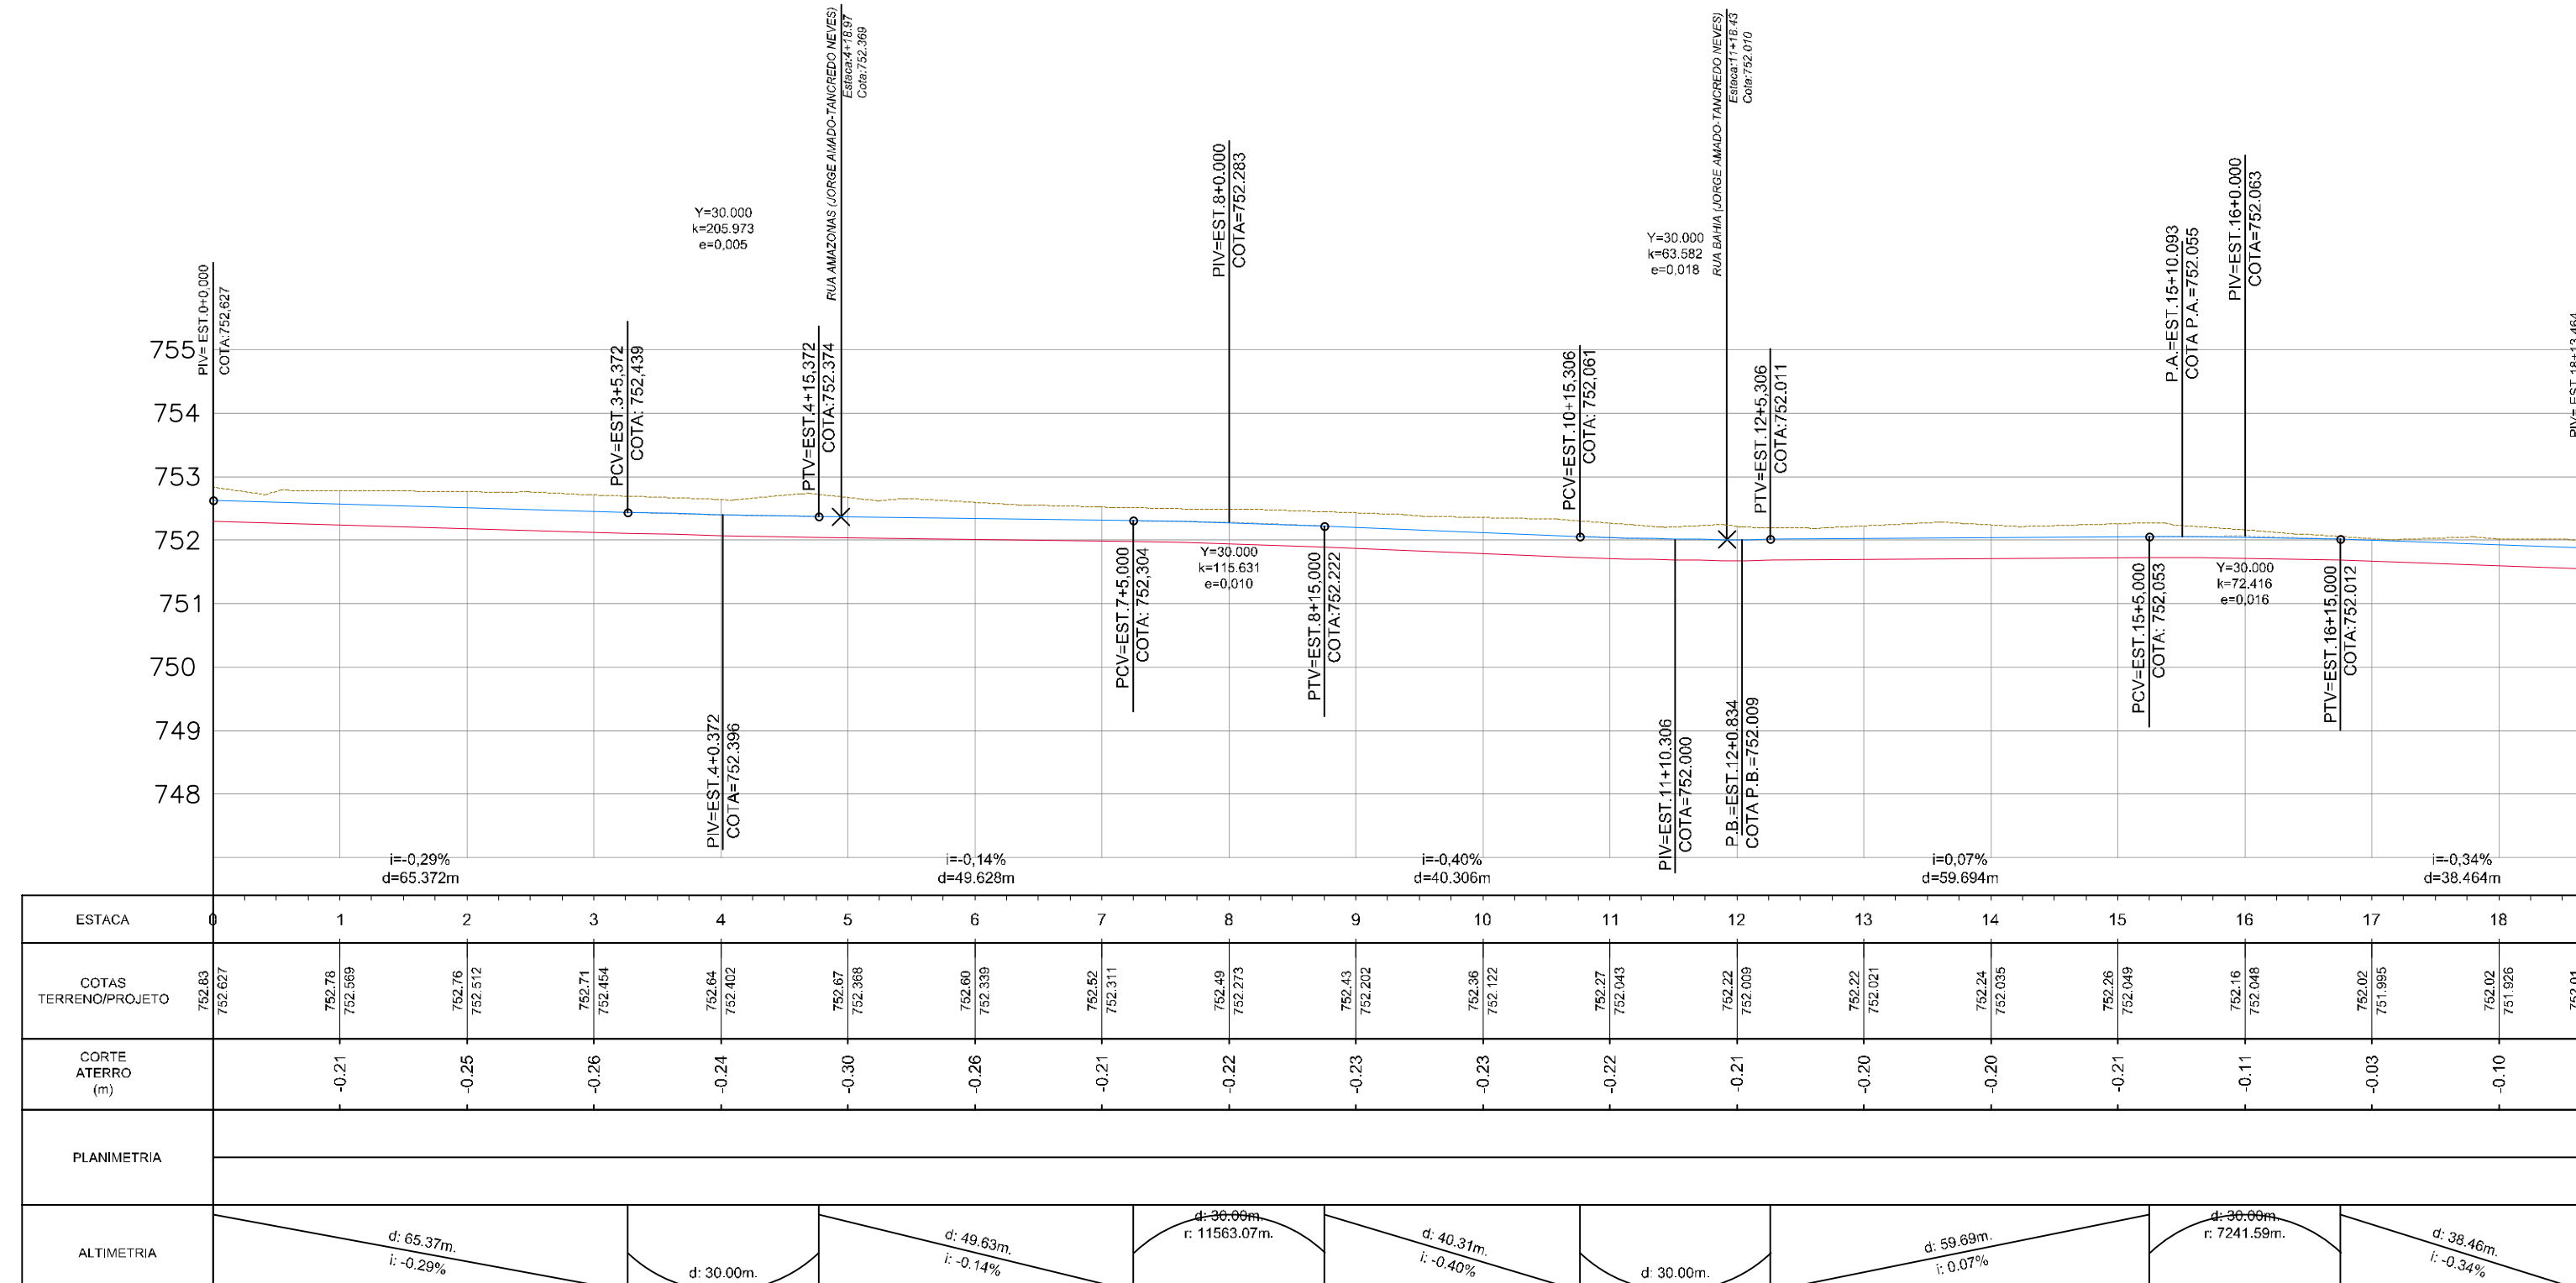 RUA AMAZONAS (JORGE AMADO-TANCREDO NEVES)
Estaca:4+18.97
Cota:752.369
RUA BAHIA (JORGE AMADO-TANCREDO NEVES)
Estaca:11+18.43
Cota:752.010
PIV= EST.0+0,000
COTA:752,627
PCV=EST.3+5,372
COTA: 752,439
Y=30.000
k=205.973
e=0,005
PTV=EST.4+15,372
COTA:752.374
PIV=EST.8+0.000
COTA=752.283
PCV=EST.10+15,306
COTA: 752,061
Y=30.000
k=63.582
e=0,018
PTV=EST.12+5,306
COTA:752.011
P.A.=EST.15+10.093
COTA P.A.=752.055
PIV=EST.16+0.000
COTA=752.063
PIV= EST.18+13,464
755
754
753
752
751
750
749
748
PIV=EST.4+0.372
COTA=752.396
PCV=EST.7+5,000
COTA: 752,304
Y=30.000
k=115.631
e=0,010
PTV=EST.8+15,000
COTA:752.222
PIV=EST.11+10.306
COTA=752.000
P.B.=EST.12+0.834
COTA P.B.=752.009
PCV=EST.15+5,000
COTA: 752,053
Y=30.000
k=72.416
e=0,016
PTV=EST.16+15,000
COTA:752.012
i=-0,29%
d=65.372m
i=-0,14%
d=49.628m
i=-0,40%
d=40.306m
i=0,07%
d=59.694m
i=-0,34%
d=38.464m
ESTACA 0 1 2 3 4 5 6 7 8 9 10 11 12 13 14 15 16 17 18
COTAS
TERRENO/PROJETO
752.83
752.627
752.78
752.569
752.76
752.512
752.71
752.454
752.64
752.402
752.67
752.368
752.60
752.339
752.52
752.311
752.49
752.273
752.43
752.202
752.36
752.122
752.27
752.043
752.22
752.009
752.22
752.021
752.24
752.035
752.26
752.049
752.16
752.048
752.02
751.995
752.02
751.926
752.01
CORTE
ATERRO
(m)
-0.21 -0.25 -0.26 -0.24 -0.30 -0.26 -0.21 -0.22 -0.23 -0.23 -0.22 -0.21 -0.20 -0.20 -0.21 -0.11 -0.03 -0.10
PLANIMETRIA
ALTIMETRIA
d: 65.37m.
i: -0.29%
d: 30.00m.
d: 49.63m.
i: -0.14%
d: 30.00m.
r: 11563.07m.
d: 40.31m.
i: -0.40%
d: 30.00m.
d: 59.69m.
i: 0.07%
d: 30.00m.
r: 7241.59m.
d: 38.46m.
i: -0.34%